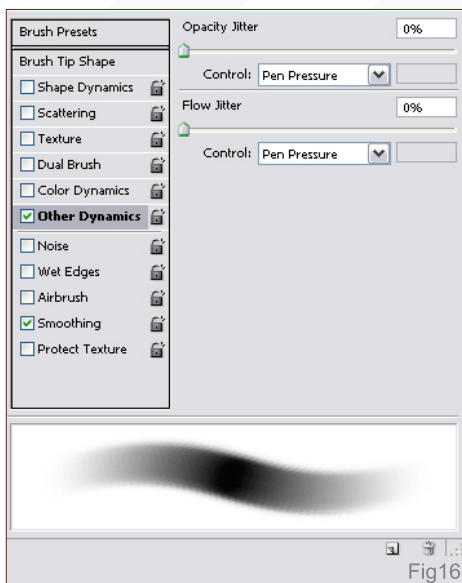 Brush Presets
Brush Tip Shape
Shape Dynamics
Scattering
Texture
Dual Brush
Color Dynamics
Other Dynamics
Noise
Wet Edges
Airbrush
Smoothing
Protect Texture
Opacity Jitter 0%
Control: Pen Pressure
Flow Jitter 0%
Control: Pen Pressure
Fig16